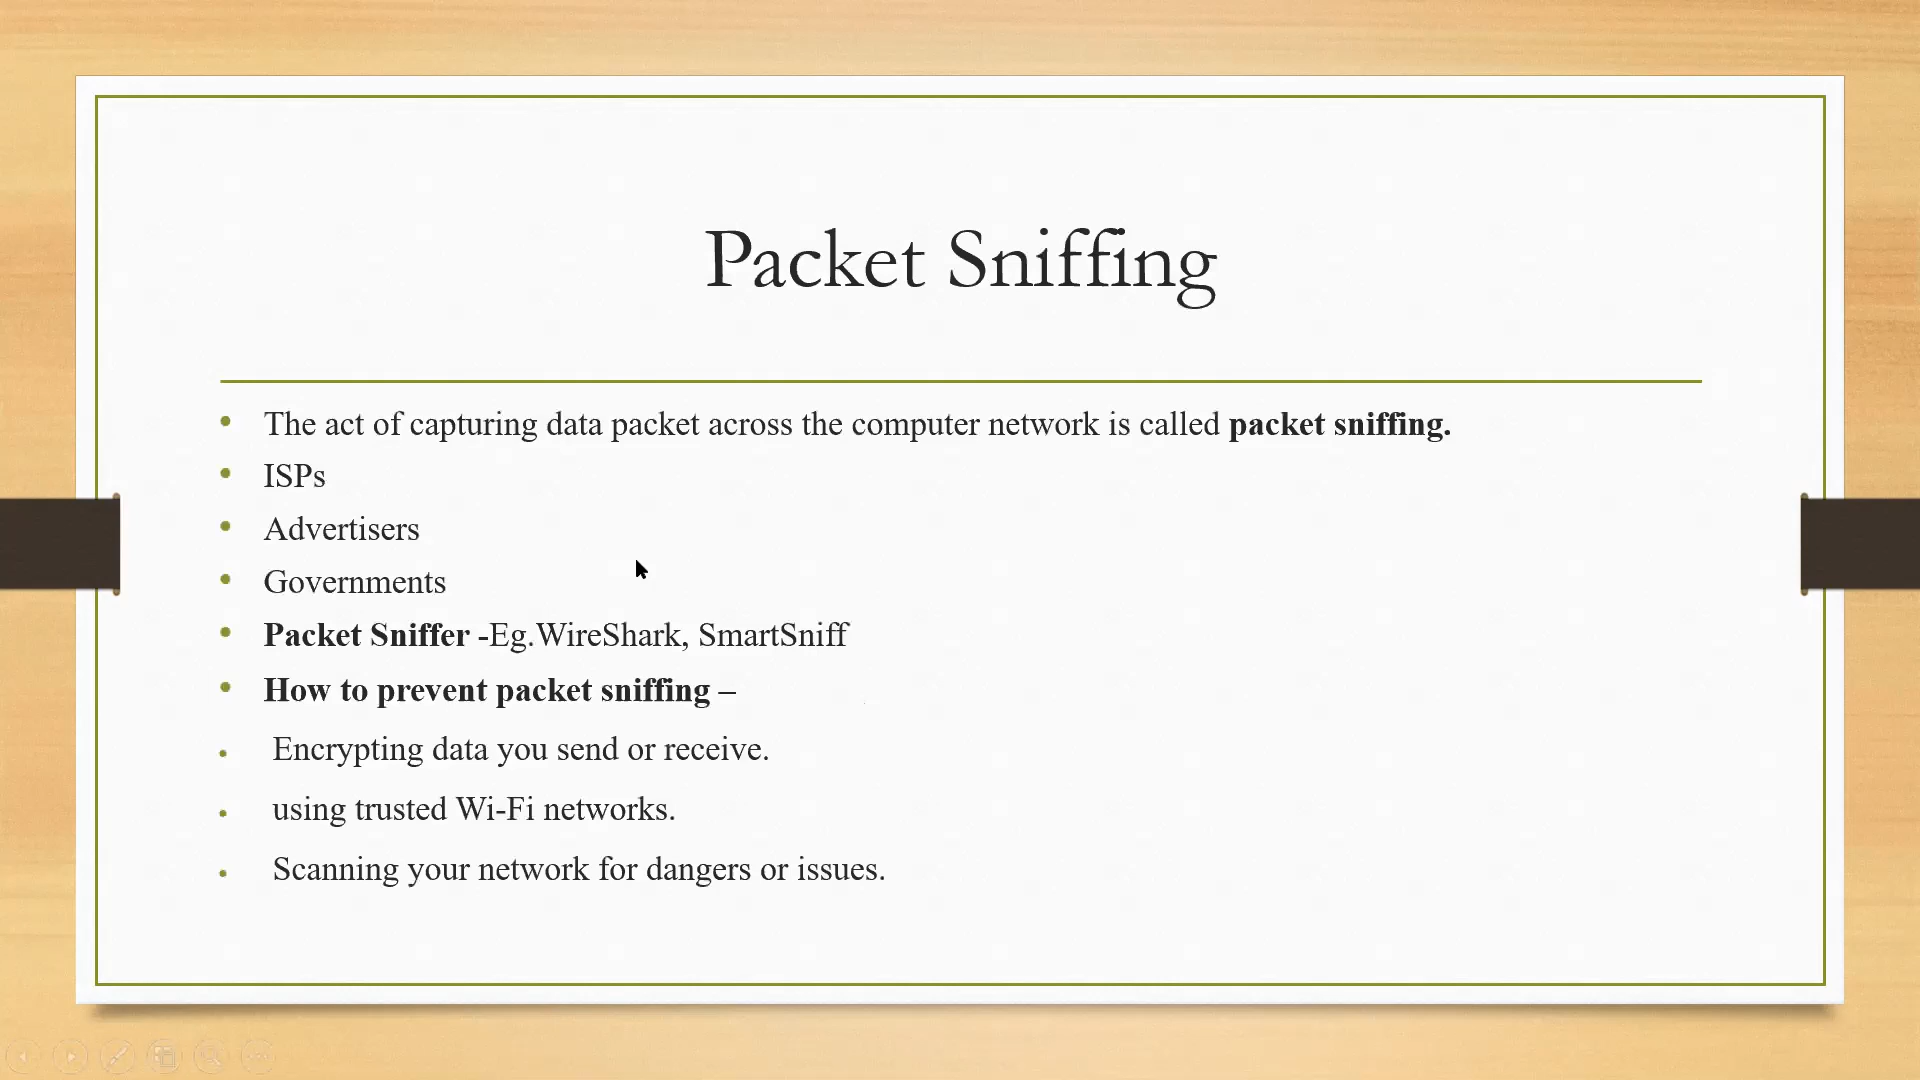 Packet Sniffing
The act of capturing data packet across the computer network is called packet sniffing.
ISPs
Advertisers
Governments
Packet Sniffer -Eg.WireShark, SmartSniff
How to prevent packet sniffing –
Encrypting data you send or receive.
using trusted Wi-Fi networks.
Scanning your network for dangers or issues.